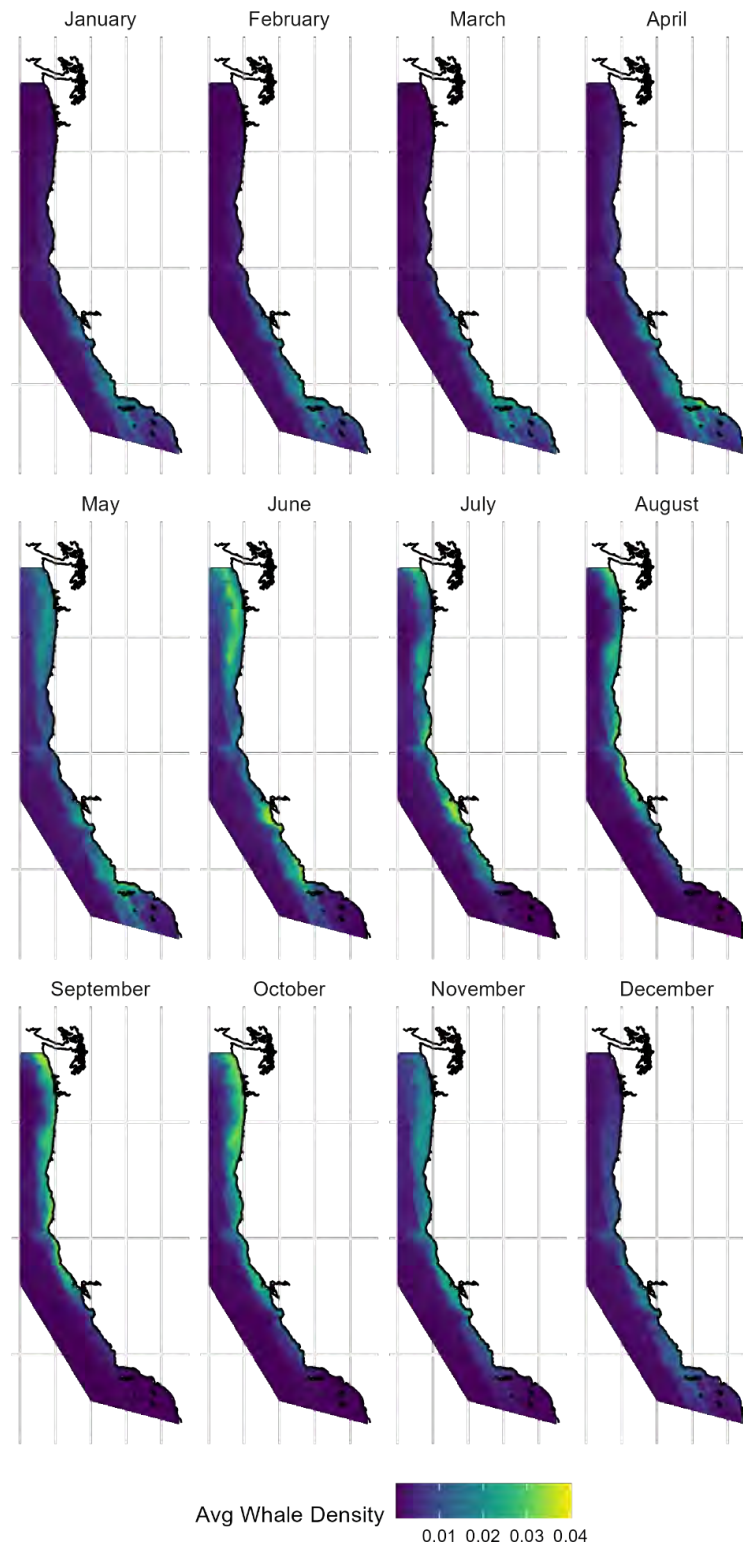 January February March April
May June July August
September October November December
Avg Whale Density
0.01 0.02 0.03 0.04